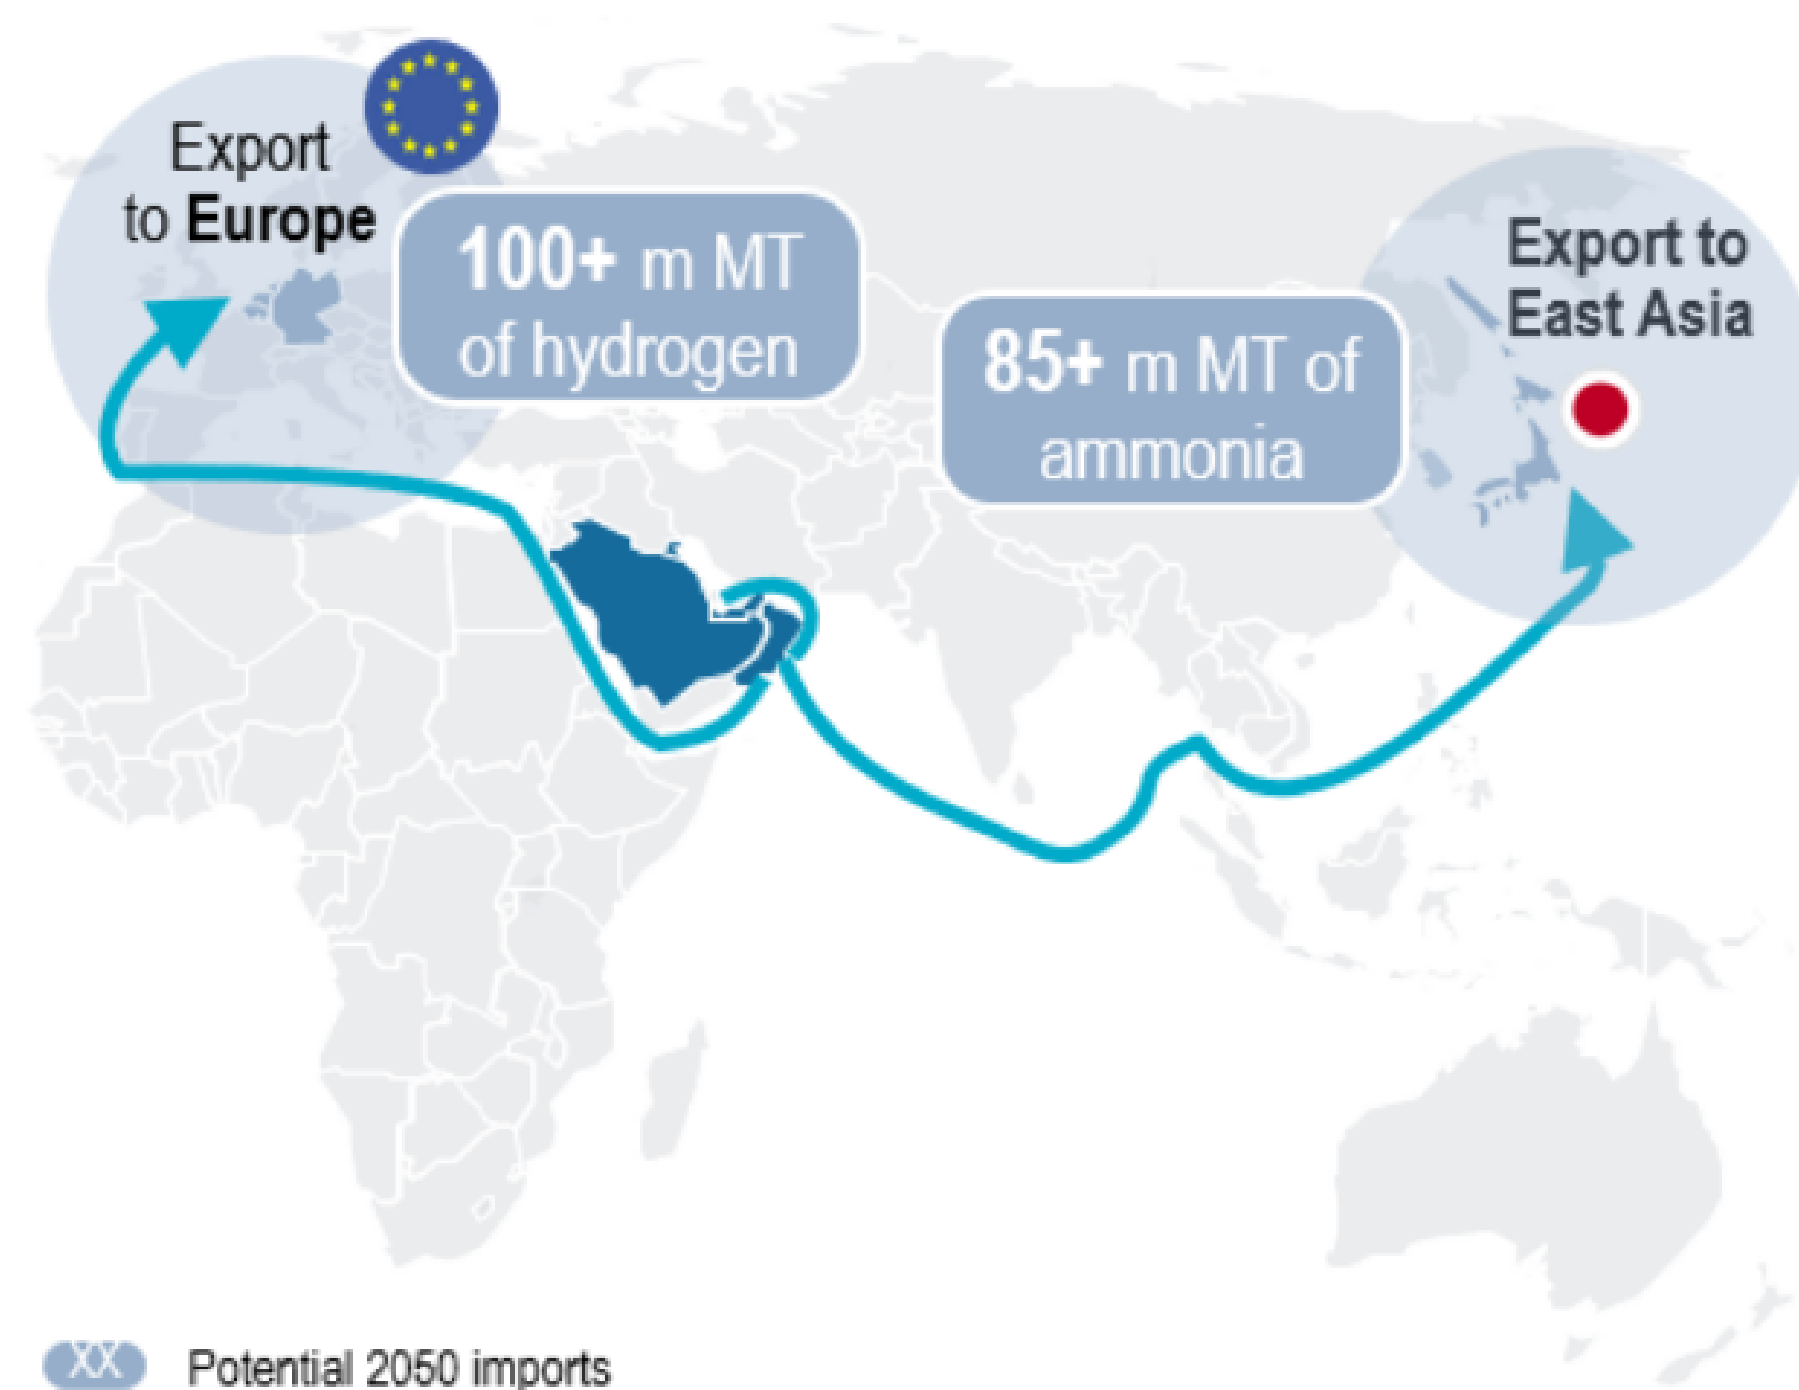 Export
to Europe
100+ m MT
of hydrogen
Export to
East Asia
85+ m MT of
ammonia
XX Potential 2050 imports